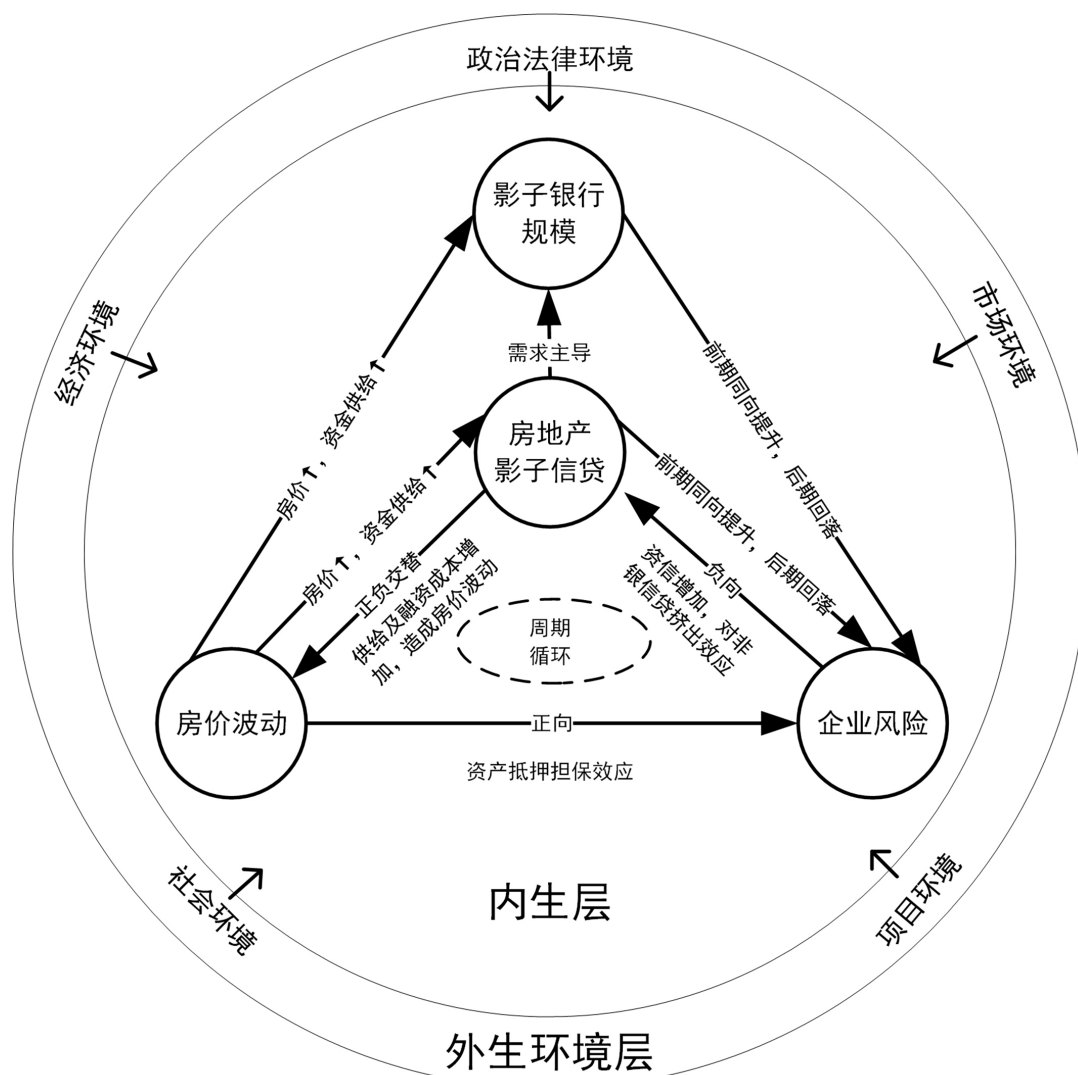 政治法律环境
影子银行
规模
经济环境
市场环境
需求主导
房价↑，资金供给↑
前期同向提升，后期回落
房地产
影子信贷
房价↑，资金供给↑
前期同向提升，后期回落
正负交替
供给及融资成本增
加，造成房价波动
负向
资信增加，对非
银信贷挤出效应
周期
循环
房价波动
正向
企业风险
资产抵押担保效应
社会环境
内生层
项目环境
外生环境层